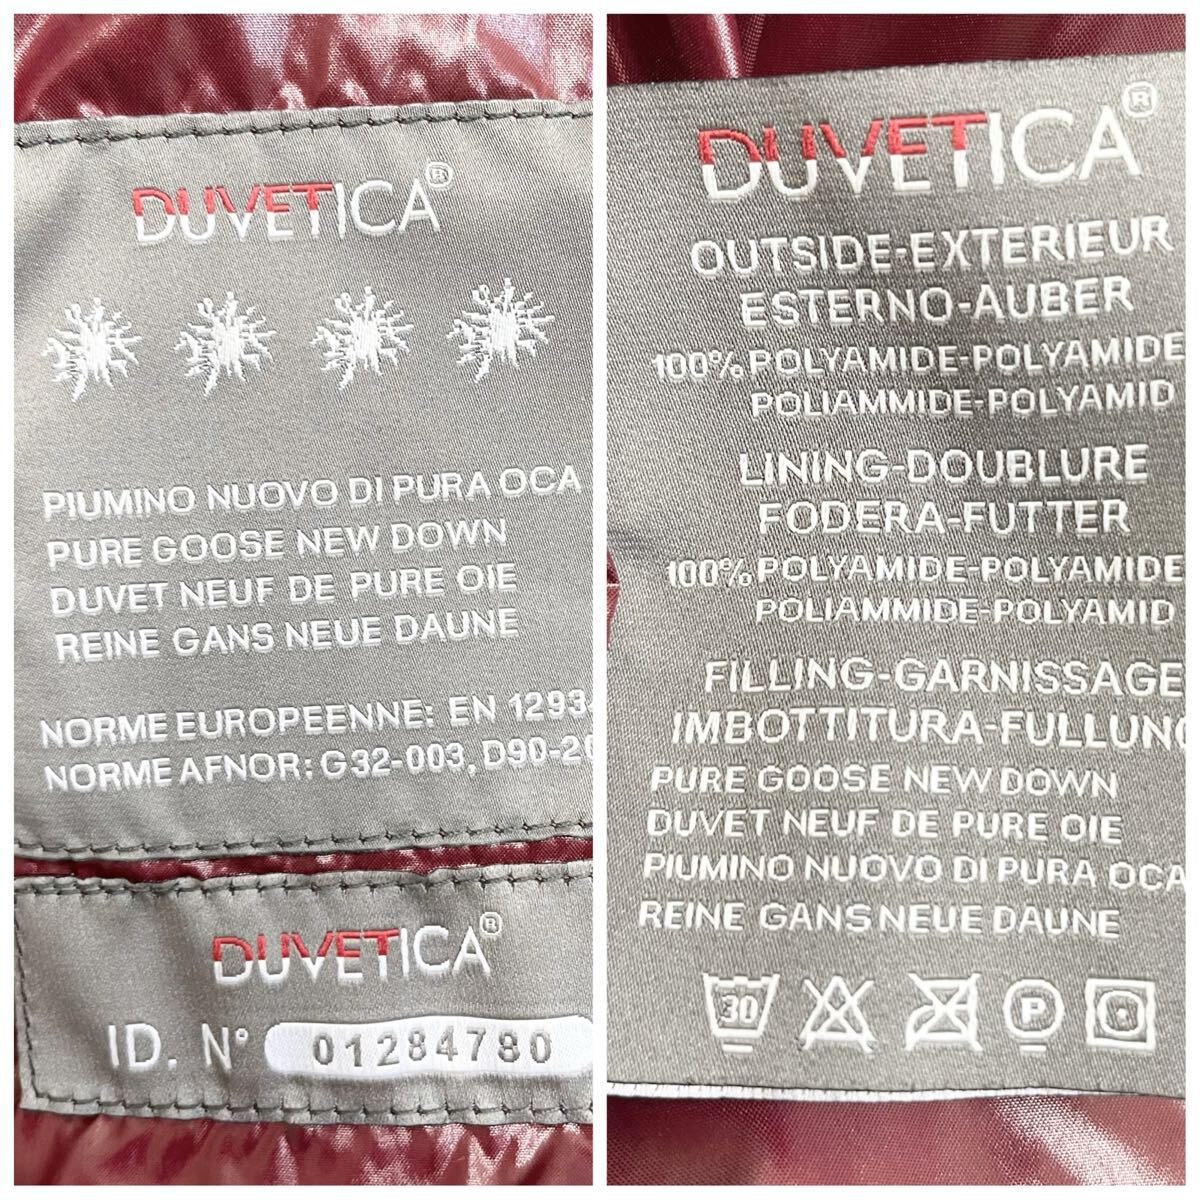 DUVETICA®
PIUMINO NUOVO DI PURA OCA
PURE GOOSE NEW DOWN
DUVET NEUF DE PURE OIE
REINE GANS NEUE DAUNE
NORME EUROPEENNE: EN 1293
NORME AFNOR: G32-003, D90-20
DUVETICA®
ID. N° 01284780
DUVETICA®
OUTSIDE-EXTERIEUR
ESTERNO-AUBER
100% POLYAMIDE-POLYAMIDE
POLIAMMIDE-POLYAMID
LINING-DOUBLURE
FODERA-FUTTER
100% POLYAMIDE-POLYAMIDE
POLIAMMIDE-POLYAMID
FILLING-GARNISSAGE
IMBOTTITURA-FULLUNG
PURE GOOSE NEW DOWN
DUVET NEUF DE PURE OIE
PIUMINO NUOVO DI PURA OCA
REINE GANS NEUE DAUNE
30 P